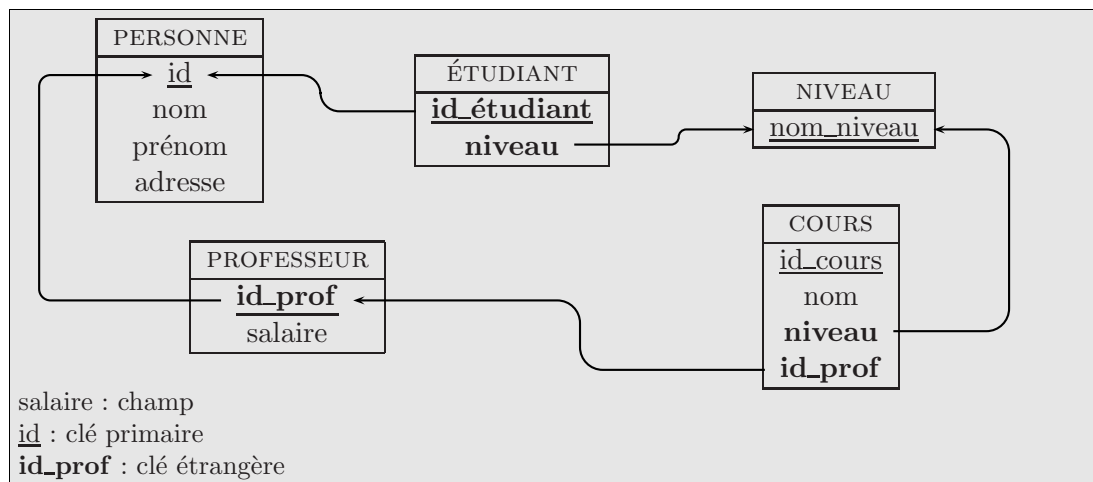 PERSONNE
id
nom
prénom
adresse
ÉTUDIANT
id_étudiant
niveau
NIVEAU
nom_niveau
PROFESSEUR
id_prof
salaire
COURS
id_cours
nom
niveau
id_prof
salaire : champ
id : clé primaire
id_prof : clé étrangère